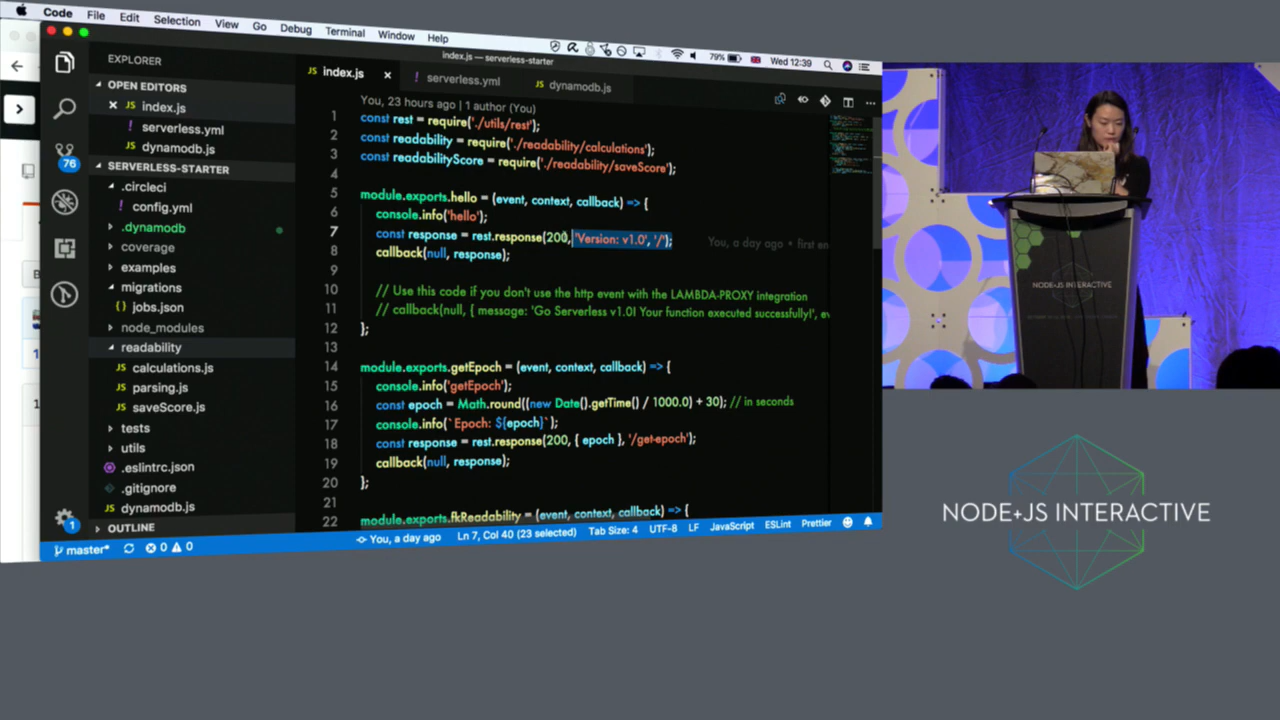 Code File Edit Selection View Go Debug Terminal Window Help
79% Wed 12:39
index.js — serverless-starter
EXPLORER
OPEN EDITORS
index.js
serverless.yml
dynamodb.js
SERVERLESS-STARTER
.circleci
config.yml
.dynamodb
coverage
examples
migrations
jobs.json
node_modules
readability
calculations.js
parsing.js
saveScore.js
tests
utils
.eslintrc.json
.gitignore
dynamodb.js
OUTLINE
76
1
index.js serverless.yml dynamodb.js
You, 23 hours ago | 1 author (You)
1 const rest = require('./utils/rest');
2 const readability = require('./readability/calculations');
3 const readabilityScore = require('./readability/saveScore');
4
5 module.exports.hello = (event, context, callback) => {
6 console.info('hello');
7 const response = rest.response(200, 'Version: v1.0', '/'); You, a day ago • first en
8 callback(null, response);
9
10 // Use this code if you don't use the http event with the LAMBDA-PROXY integration
11 // callback(null, { message: 'Go Serverless v1.0! Your function executed successfully!', ev
12 };
13
14 module.exports.getEpoch = (event, context, callback) => {
15 console.info('getEpoch');
16 const epoch = Math.round((new Date().getTime() / 1000.0) + 30); // in seconds
17 console.info(`Epoch: ${epoch}`);
18 const response = rest.response(200, { epoch }, '/get-epoch');
19 callback(null, response);
20 };
21
22 module.exports.fkReadability = (event, context, callback) => {
master* 0 0 You, a day ago Ln 7, Col 40 (23 selected) Tab Size: 4 UTF-8 LF JavaScript ESLint Prettier
NODE+JS INTERACTIVE
NODE+JS INTERACTIVE